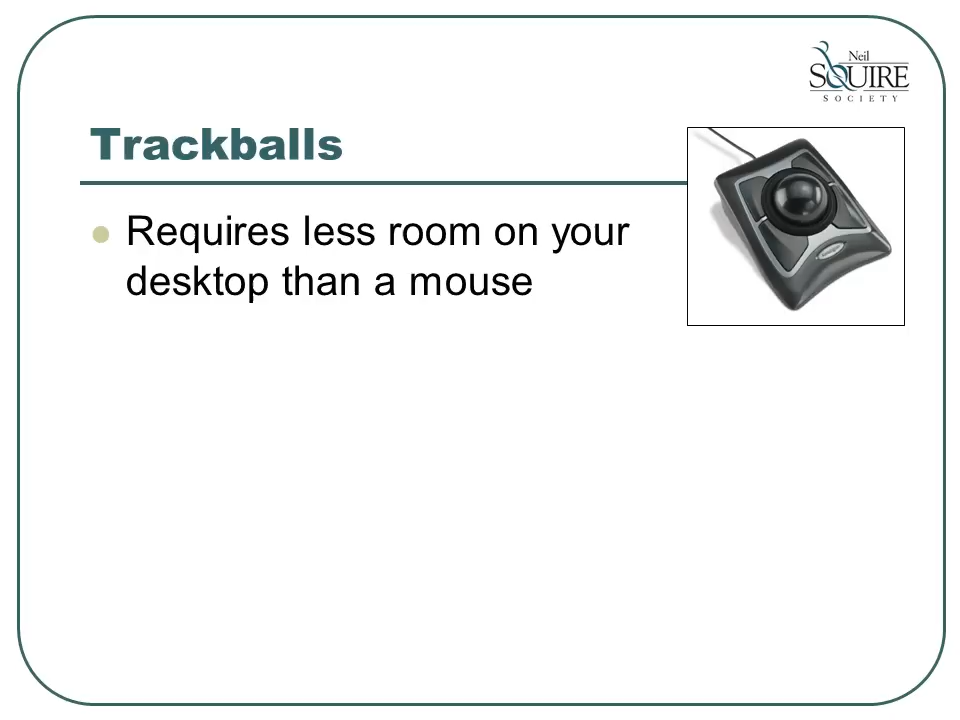 Neil
SQUIRE
SOCIETY
Trackballs
Requires less room on your
desktop than a mouse